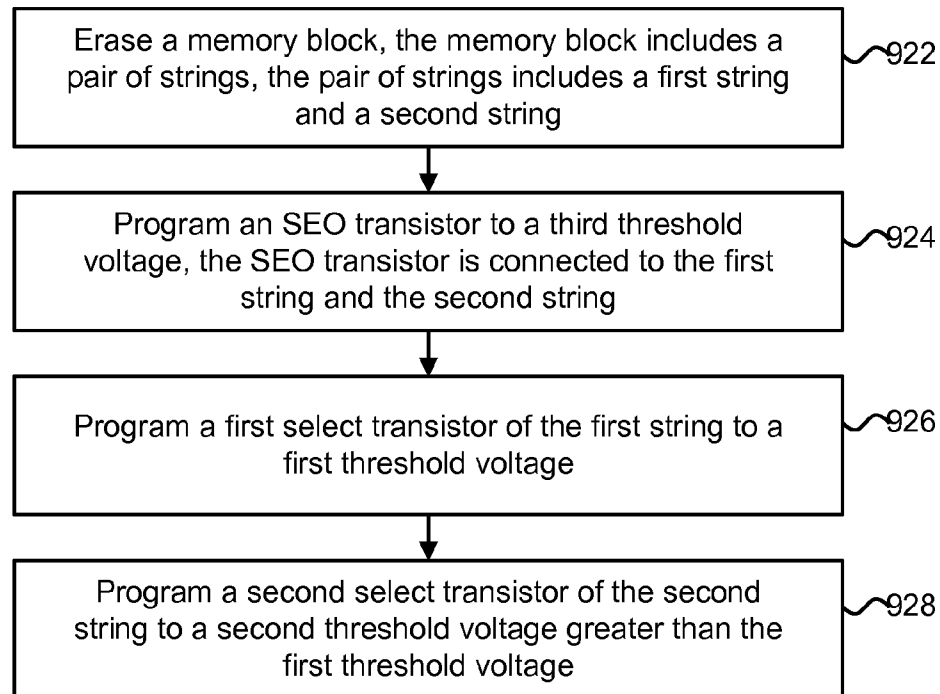 Erase a memory block, the memory block includes a
pair of strings, the pair of strings includes a first string
and a second string
922
Program an SEO transistor to a third threshold
voltage, the SEO transistor is connected to the first
string and the second string
924
Program a first select transistor of the first string to a
first threshold voltage
926
Program a second select transistor of the second
string to a second threshold voltage greater than the
first threshold voltage
928